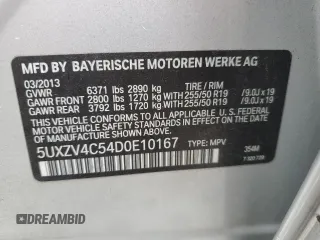 MFD BY BAYERISCHE MOTOREN WERKE AG
03/2013
GVWR 6371 lbs 2890 kg TIRE / RIM
GAWR FRONT 2800 lbs 1270 kg 255/50 R19 / 9.0J x 19
GAWR REAR 3792 lbs 1720 kg 255/50 R19 / 9.0J x 19
THIS VEHICLE CONFORMS TO ALL APPLICABLE U.S. FEDERAL
MOTOR VEHICLE SAFETY STANDARDS IN EFFECT ON THE
DATE OF MANUFACTURE SHOWN ABOVE
5UXZV4C54D0E10167 TYPE: MPV
354M